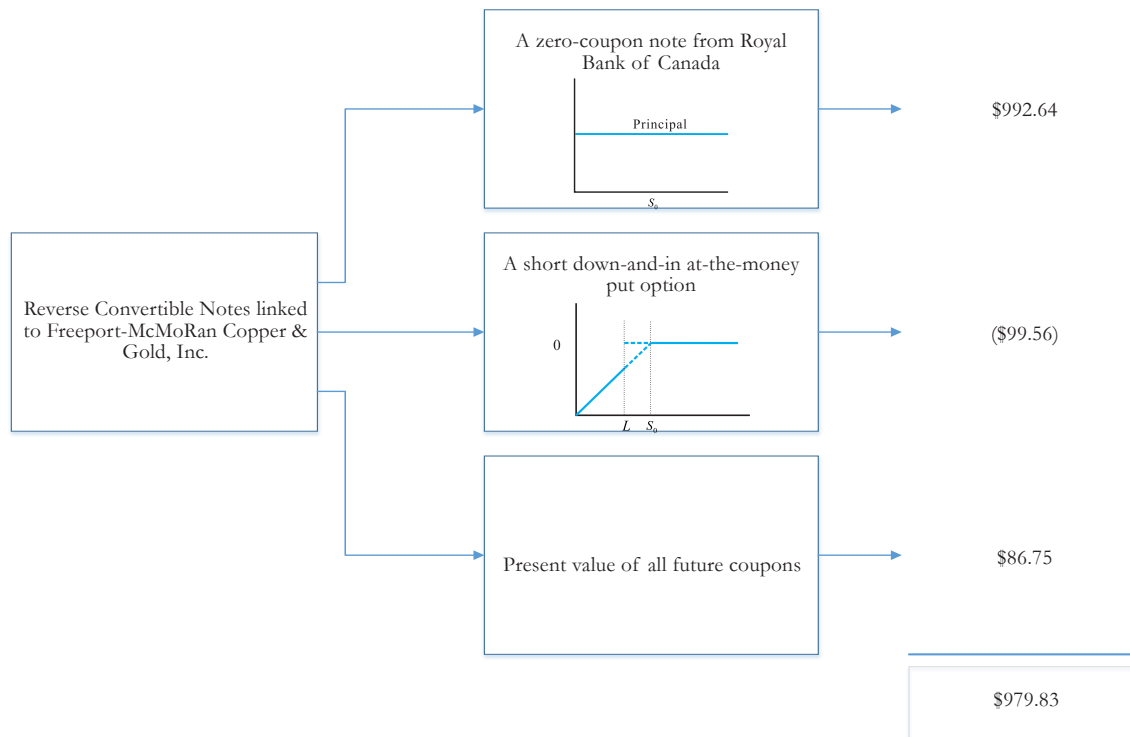 A zero-coupon note from Royal
Bank of Canada
Principal
S₀
$992.64
Reverse Convertible Notes linked
to Freeport-McMoRan Copper &
Gold, Inc.
A short down-and-in at-the-money
put option
0
L S₀
($99.56)
Present value of all future coupons
$86.75
$979.83